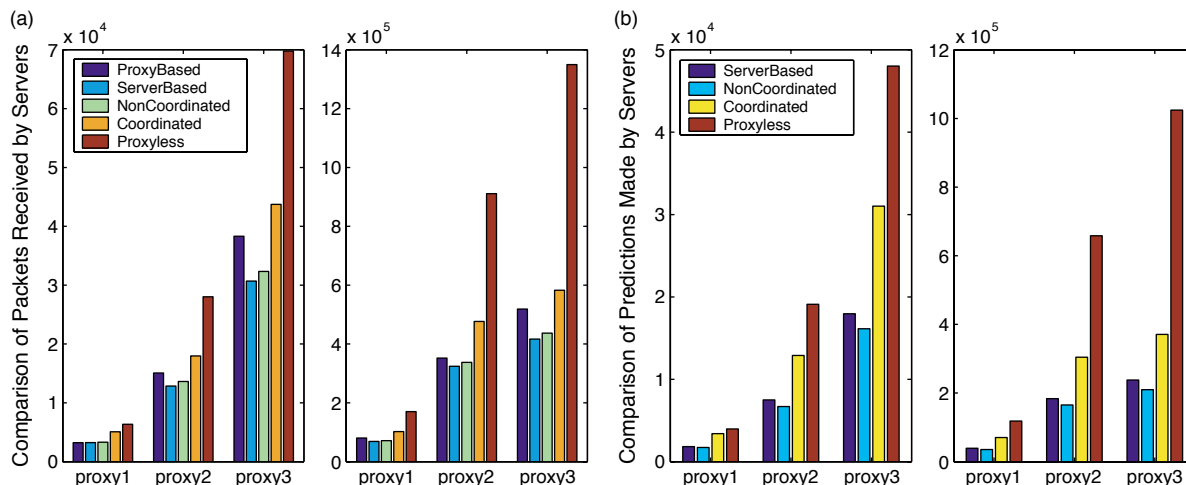 (a)
Comparison of Packets Received by Servers
x 10^4
7
6
5
4
3
2
1
0
ProxyBased
ServerBased
NonCoordinated
Coordinated
Proxyless
proxy1 proxy2 proxy3
x 10^5
14
12
10
8
6
4
2
0
proxy1 proxy2 proxy3
(b)
Comparison of Predictions Made by Servers
x 10^4
5
4
3
2
1
0
ServerBased
NonCoordinated
Coordinated
Proxyless
proxy1 proxy2 proxy3
x 10^5
12
10
8
6
4
2
0
proxy1 proxy2 proxy3